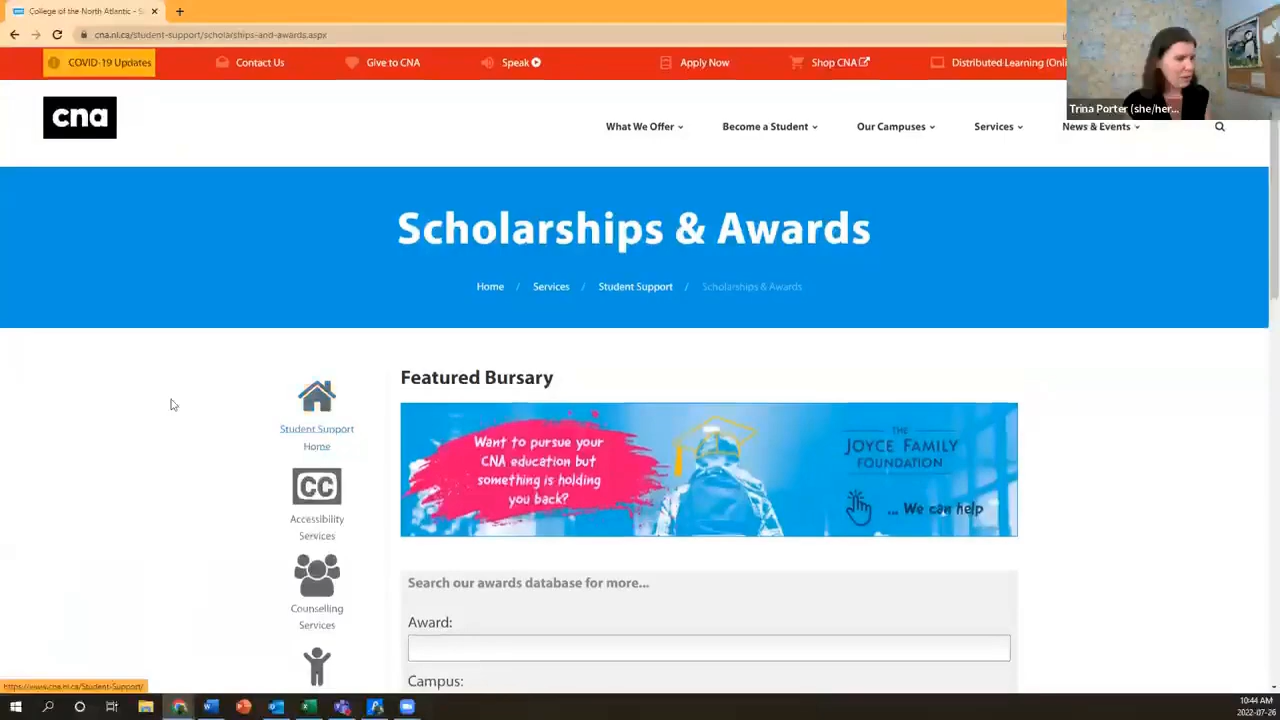 College of the North Atlantic -
cna.nl.ca/student-support/scholarships-and-awards.aspx
COVID-19 Updates
Contact Us
Give to CNA
Speak
Apply Now
Shop CNA
Distributed Learning (Onli
Trina Porter (she/her...
cna
What We Offer
Become a Student
Our Campuses
Services
News & Events
Scholarships & Awards
Home / Services / Student Support / Scholarships & Awards
Featured Bursary
Want to pursue your
CNA education but
something is holding
you back?
THE
JOYCE FAMILY
FOUNDATION
... We can help
Student Support
Home
CC
Accessibility
Services
Counselling
Services
Search our awards database for more...
Award:
Campus:
https://www.cna.nl.ca/Student-Support/
10:44 AM
2022-07-26